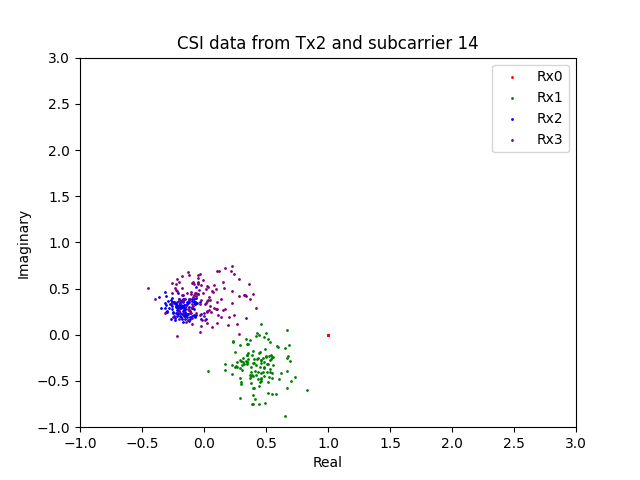 CSI data from Tx2 and subcarrier 14
Rx0
Rx1
Rx2
Rx3
3.0
2.5
2.0
1.5
1.0
0.5
0.0
−0.5
−1.0
Imaginary
−1.0 −0.5 0.0 0.5 1.0 1.5 2.0 2.5 3.0
Real